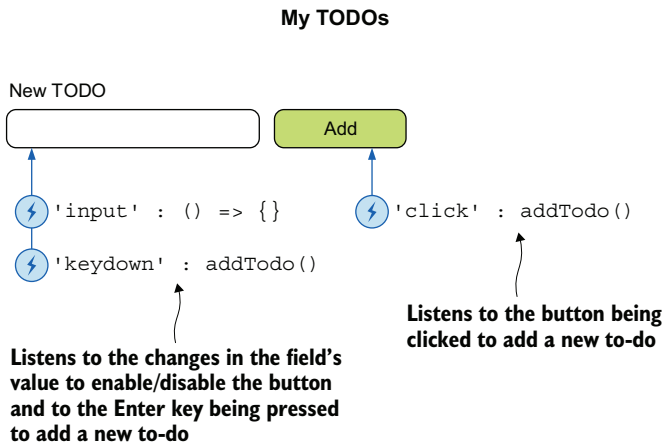 My TODOs
New TODO
Add
'input' : () => {}
'click' : addTodo()
'keydown' : addTodo()
Listens to the button being
clicked to add a new to-do
Listens to the changes in the field's
value to enable/disable the button
and to the Enter key being pressed
to add a new to-do